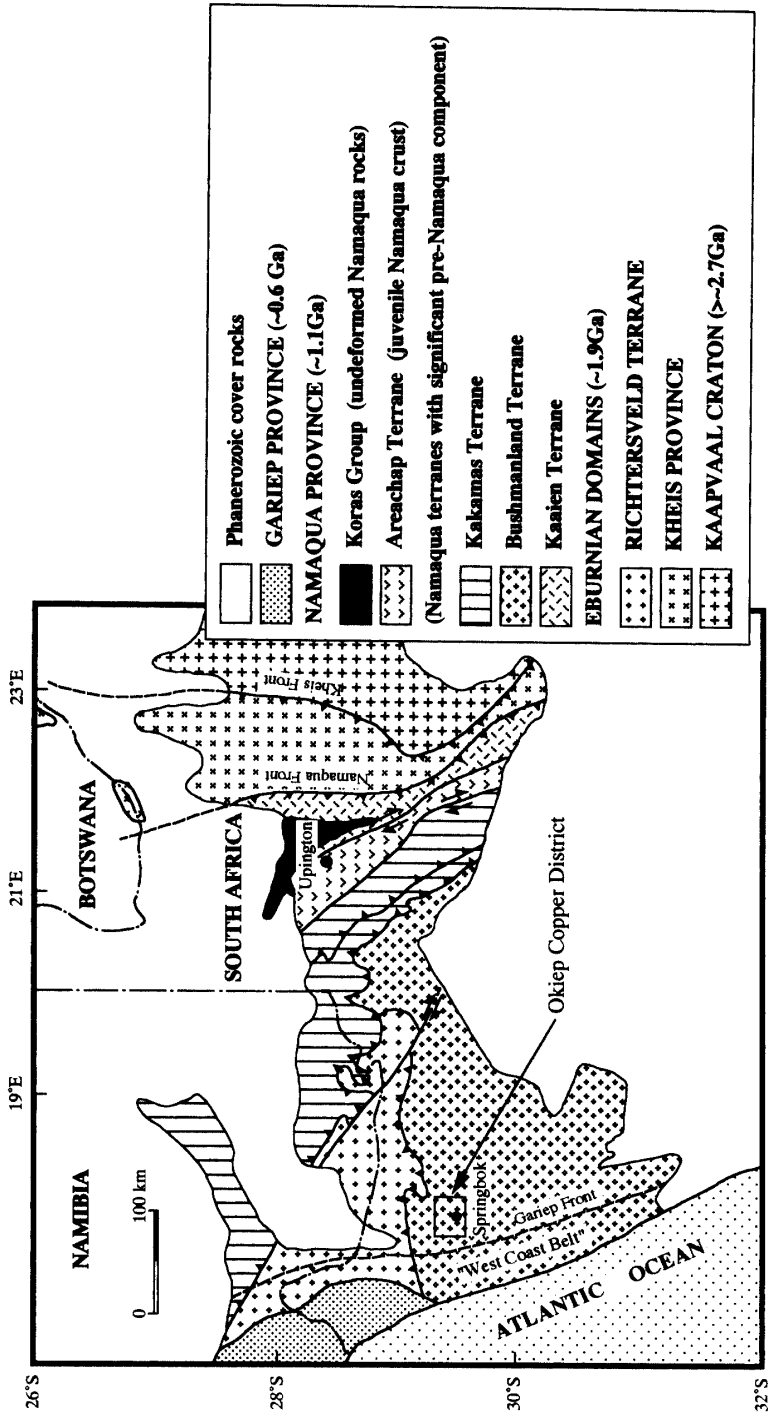 19°E
21°E
23°E
26°S
28°S
30°S
32°S
NAMIBIA
BOTSWANA
SOUTH AFRICA
0
100 km
Upington
Namaqua Front
Kheis Front
Okiep Copper District
Springbok
Gariep Front
"West Coast Belt"
ATLANTIC OCEAN
Phanerozoic cover rocks
GARIEP PROVINCE (~0.6 Ga)
NAMAQUA PROVINCE (~1.1Ga)
Koras Group (undeformed Namaqua rocks)
Areachap Terrane (juvenile Namaqua crust)
(Namaqua terranes with significant pre-Namaqua component)
Kakamas Terrane
Bushmanland Terrane
Kaaien Terrane
EBURNIAN DOMAINS (~1.9Ga)
RICHTERSVELD TERRANE
KHEIS PROVINCE
KAAPVAAL CRATON (>~2.7Ga)